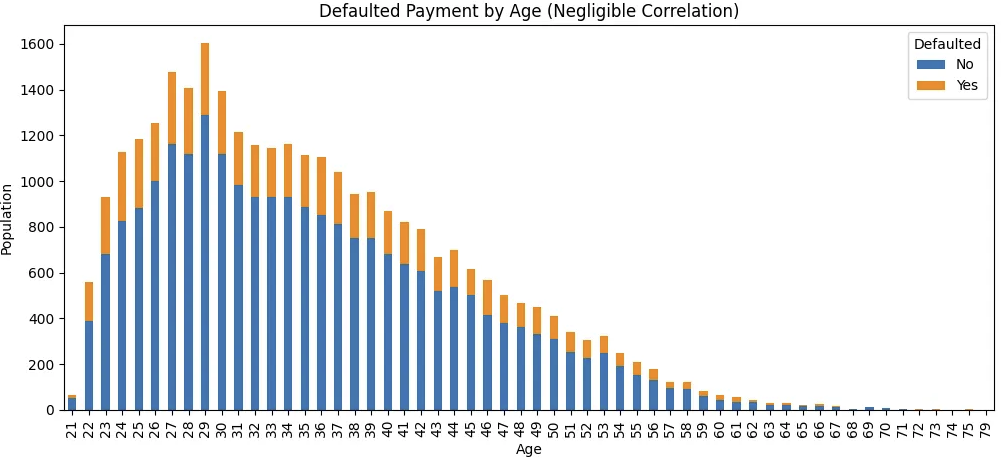 Defaulted Payment by Age (Negligible Correlation)
Defaulted
No
Yes
1600
1400
1200
1000
800
600
400
200
0
Population
21 22 23 24 25 26 27 28 29 30 31 32 33 34 35 36 37 38 39 40 41 42 43 44 45 46 47 48 49 50 51 52 53 54 55 56 57 58 59 60 61 62 63 64 65 66 67 68 69 70 71 72 73 74 75 79
Age